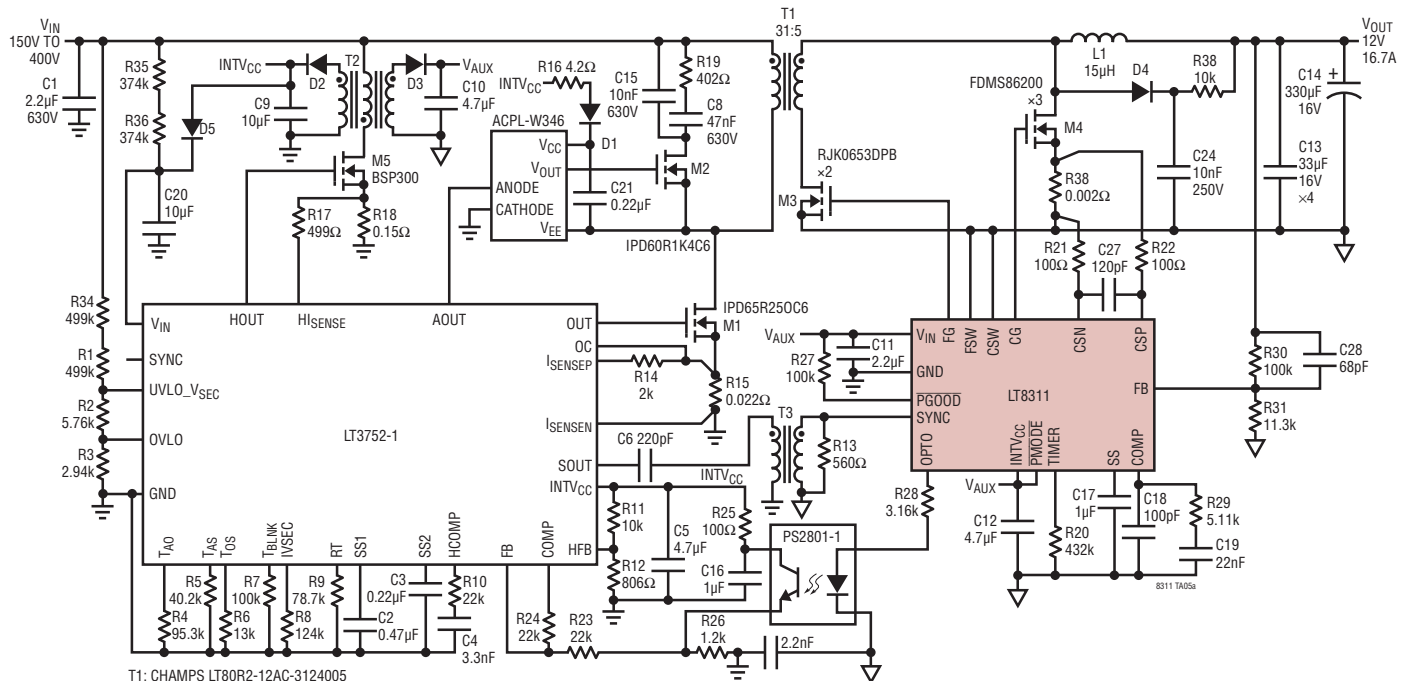 VIN
150V TO
400V
C1
2.2µF
630V
R35
374k
R36
374k
INTVCC
D2
T2
D3
VAUX
C9
10µF
C10
4.7µF
D5
C20
10µF
M5
BSP300
R17
499Ω
R18
0.15Ω
R16 4.2Ω
INTVCC
C15
10nF
630V
R19
402Ω
C8
47nF
630V
ACPL-W346
VCC
VOUT
ANODE
CATHODE
VEE
D1
C21
0.22µF
M2
IPD60R1K4C6
T1
31:5
L1
15µH
VOUT
12V
16.7A
FDMS86200
×3
D4
R38
10k
C14
330µF
16V
+
M4
RJK0653DPB
×2
M3
R38
0.002Ω
C24
10nF
250V
C13
33µF
16V
×4
R21
100Ω
C27
120pF
R22
100Ω
R34
499k
R1
499k
R2
5.76k
R3
2.94k
VIN
SYNC
UVLO_VSEC
OVLO
GND
HOUT
HISENSE
AOUT
LT3752-1
OUT
OC
ISENSEP
ISENSEN
SOUT
INTVCC
HFB
TAO
TAS
TOS
TBLNK
IVSEC
RT
SS1
SS2
HCOMP
FB
COMP
IPD65R25OC6
M1
R14
2k
R15
0.022Ω
C6 220pF
INTVCC
T3
R13
560Ω
VAUX
R27
100k
C11
2.2µF
VIN
GND
PGOOD
SYNC
OPTO
FG
FSW
CSW
CG
CSN
CSP
LT8311
FB
INTVCC
PMODE
TIMER
SS
COMP
R30
100k
C28
68pF
R31
11.3k
R11
10k
R12
806Ω
C5
4.7µF
R25
100Ω
C16
1µF
PS2801-1
R28
3.16k
VAUX
C12
4.7µF
R20
432k
C17
1µF
C18
100pF
R29
5.11k
C19
22nF
8311 TA05a
R5
40.2k
R4
95.3k
R6
13k
R7
100k
R8
124k
R9
78.7k
C3
0.22µF
C2
0.47µF
R10
22k
C4
3.3nF
R24
22k
R23
22k
R26
1.2k
2.2nF
T1: CHAMPS LT80R2-12AC-3124005